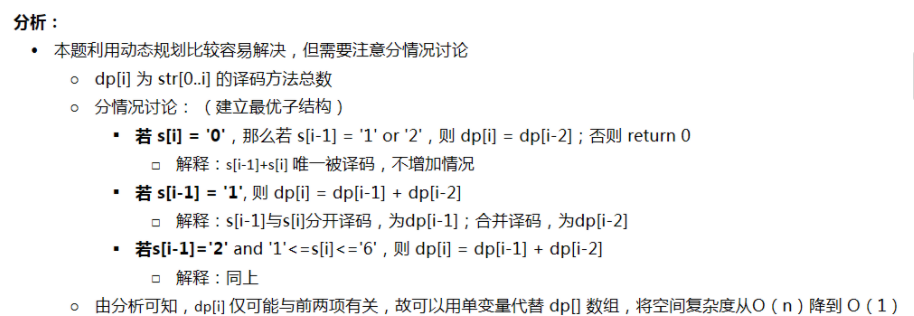 分析：
• 本题利用动态规划比较容易解决，但需要注意分情况讨论
○ dp[i] 为 str[0..i] 的译码方法总数
○ 分情况讨论：（建立最优子结构）
▪ 若 s[i] = '0'，那么若 s[i-1] = '1' or '2'，则 dp[i] = dp[i-2]；否则 return 0
□ 解释：s[i-1]+s[i] 唯一被译码，不增加情况
▪ 若 s[i-1] = '1', 则 dp[i] = dp[i-1] + dp[i-2]
□ 解释：s[i-1]与s[i]分开译码，为dp[i-1]；合并译码，为dp[i-2]
▪ 若s[i-1]='2' and '1'<=s[i]<='6'，则 dp[i] = dp[i-1] + dp[i-2]
□ 解释：同上
○ 由分析可知，dp[i] 仅可能与前两项有关，故可以用单变量代替 dp[] 数组，将空间复杂度从O（n）降到 O（1）